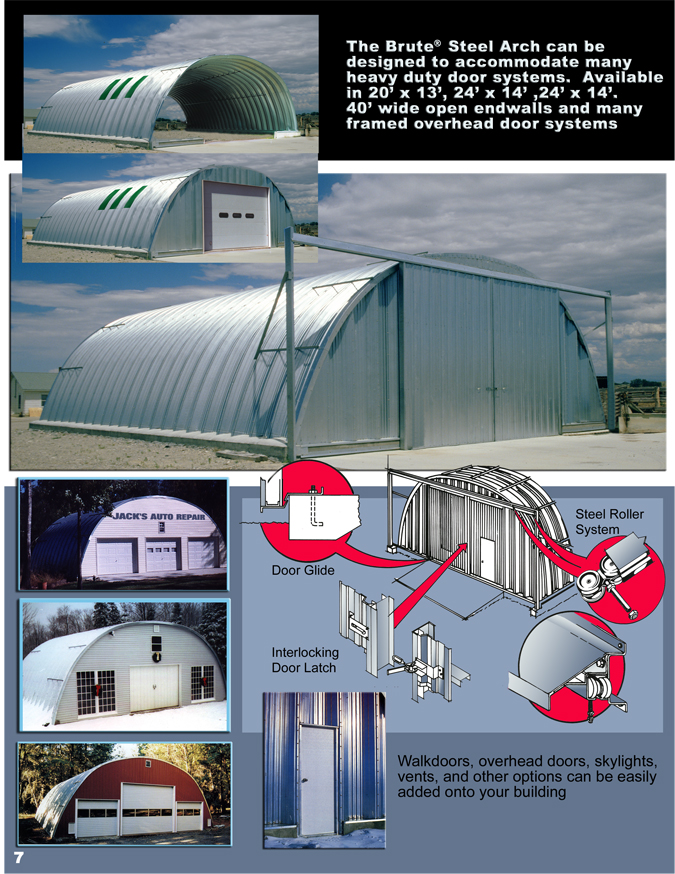 The Brute® Steel Arch can be
designed to accommodate many
heavy duty door systems.  Available
in 20' x 13', 24' x 14' ,24' x 14'.
40' wide open endwalls and many
framed overhead door systems
JACK'S AUTO REPAIR
Door Glide
Steel Roller
System
Interlocking
Door Latch
Walkdoors, overhead doors, skylights,
vents, and other options can be easily
added onto your building
7